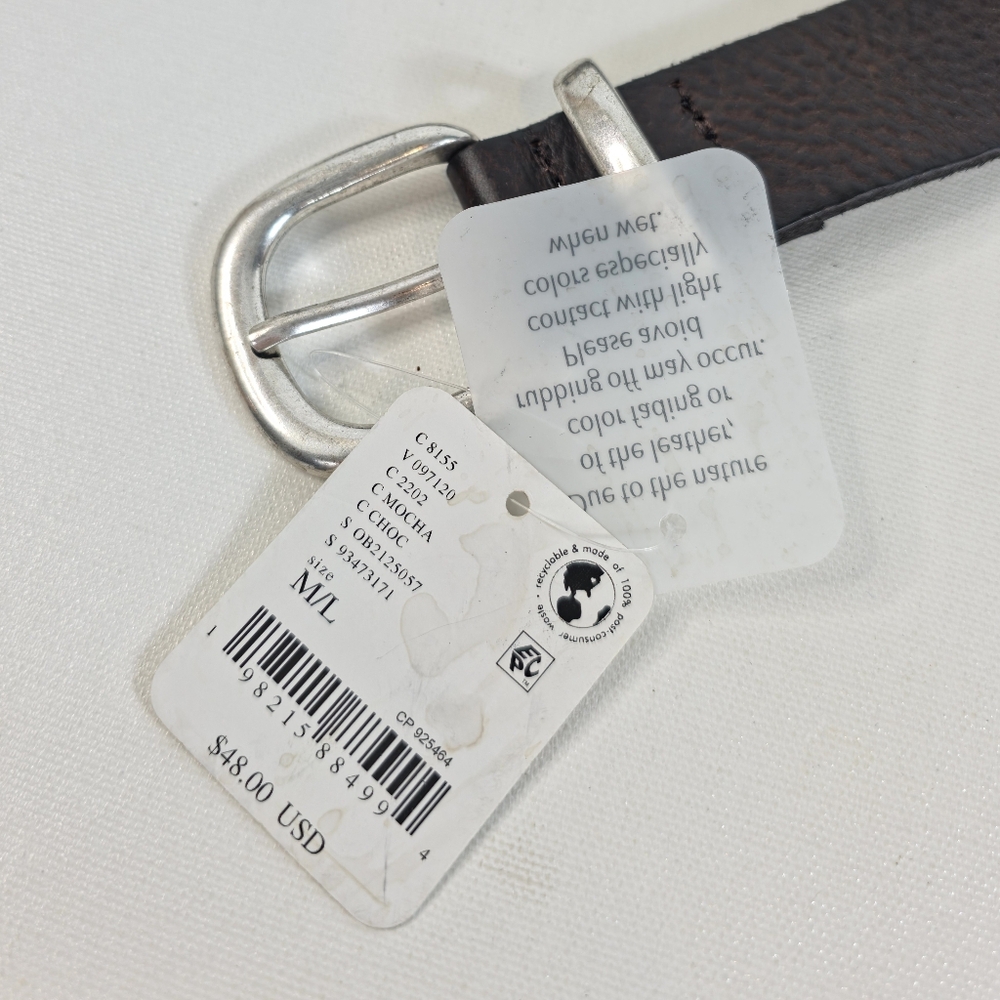 Due to the nature
of the leather,
color fading or
rubbing off may occur.
Please avoid
contact with light
colors especially
when wet.
C 8155
V 097120
C 2202
C MOCHA
C CHOC
S OB2125057
S 93473171
size
M/L
recyclable & made of 100% post-consumer waste
EPC
TM
CP 925464
1 98215 88499 4
$48.00 USD